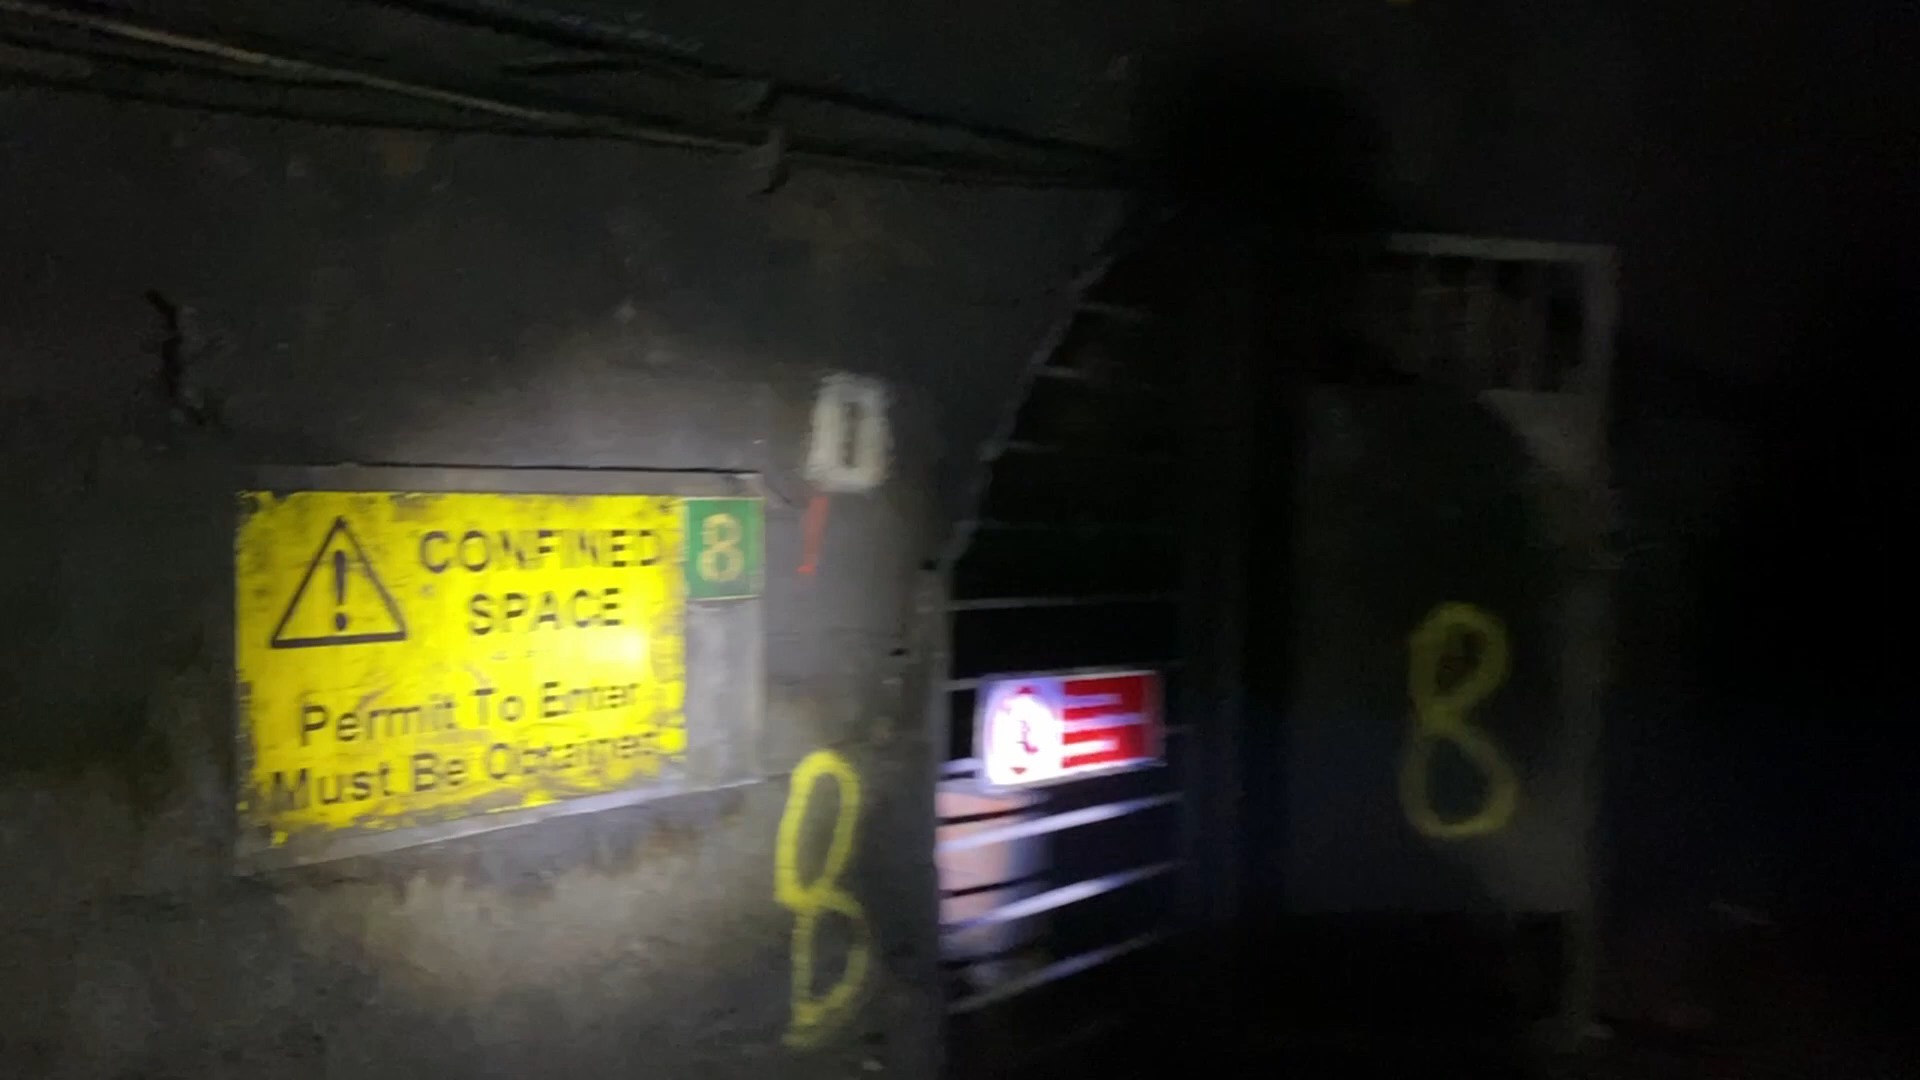 CONFINED
SPACE
Permit To Enter
Must Be Obtained
8
8
8